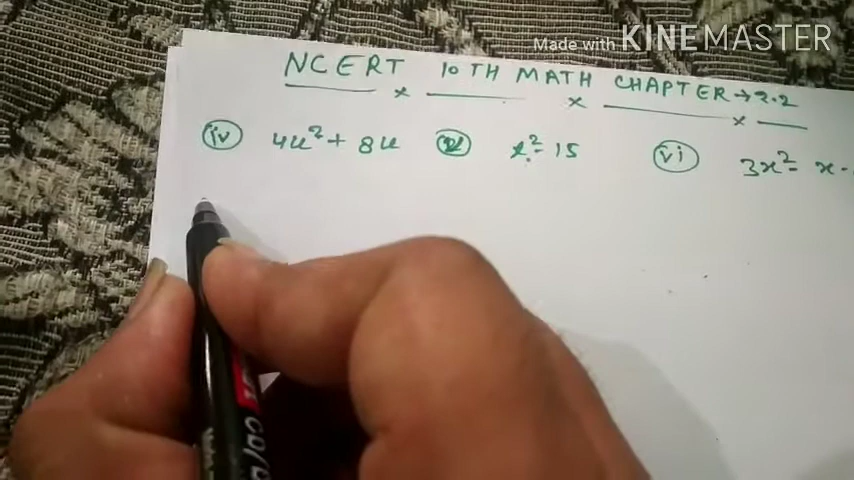 Made with KINEMASTER
NCERT 10TH MATH CHAPTER→2.2
(iv) 4u²+ 8u (v) t²- 15 (vi) 3x²- x-